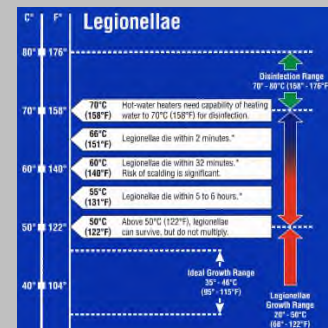 C° F° Legionellae
80° 176°
Disinfection Range
70° - 80°C (158° - 176°F)
70° 158°
70°C
(158°F)
Hot-water heaters need capability of heating
water to 70°C (158°F) for disinfection.
66°C
(151°F)
Legionellae die within 2 minutes.*
60° 140°
60°C
(140°F)
Legionellae die within 32 minutes.*
Risk of scalding is significant.
55°C
(131°F)
Legionellae die within 5 to 6 hours.*
50° 122°
50°C
(122°F)
Above 50°C (122°F), legionellae
can survive, but do not multiply.
Ideal Growth Range
35° - 46°C
(95° - 115°F)
40° 104°
Legionellae
Growth Range
20° - 50°C
(68° - 122°F)